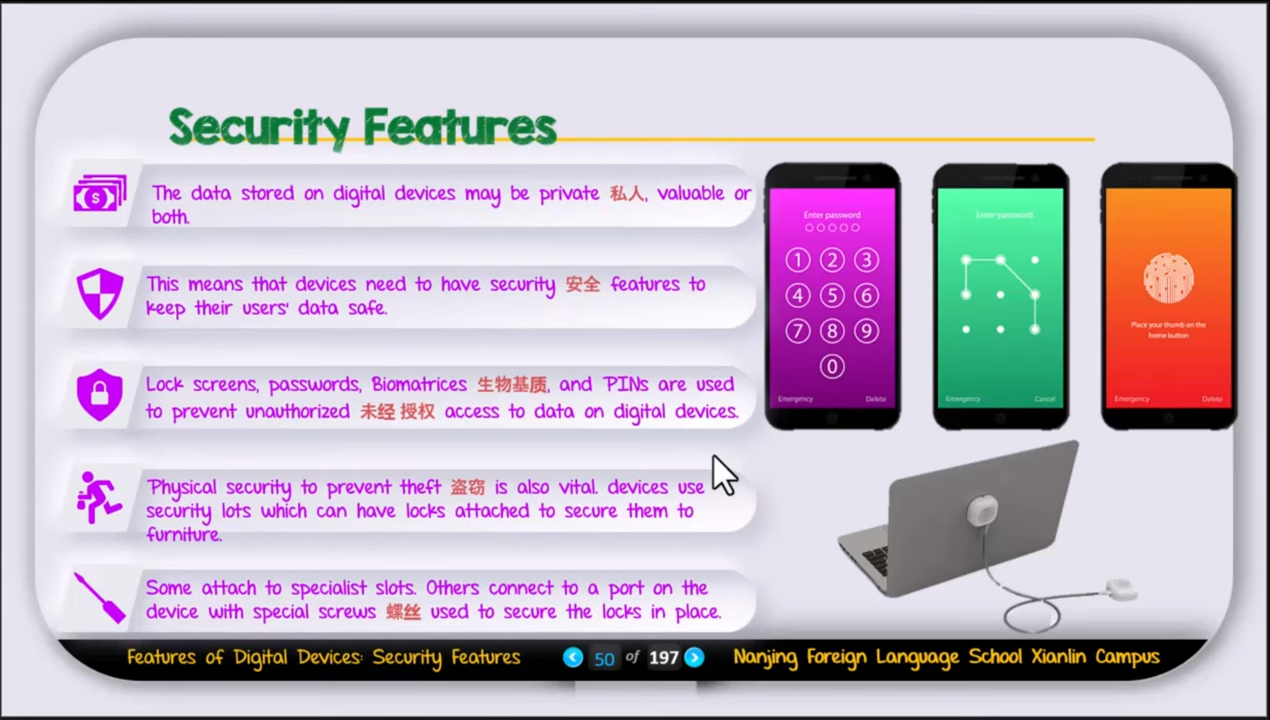 Security Features
The data stored on digital devices may be private 私人, valuable or
both.
This means that devices need to have security 安全 features to
keep their users' data safe.
Lock screens, passwords, Biomatrices 生物基质, and PINs are used
to prevent unauthorized 未经 授权 access to data on digital devices.
Physical security to prevent theft 盗窃 is also vital. devices use
security lots which can have locks attached to secure them to
furniture.
Some attach to specialist slots. Others connect to a port on the
device with special screws 螺丝 used to secure the locks in place.
Enter password
1 2 3
4 5 6
7 8 9
0
Emergency Delete
Enter password
Emergency Cancel
Place your thumb on the
home button
Emergency Delete
Features of Digital Devices: Security Features
50 of 197
Nanjing Foreign Language School Xianlin Campus